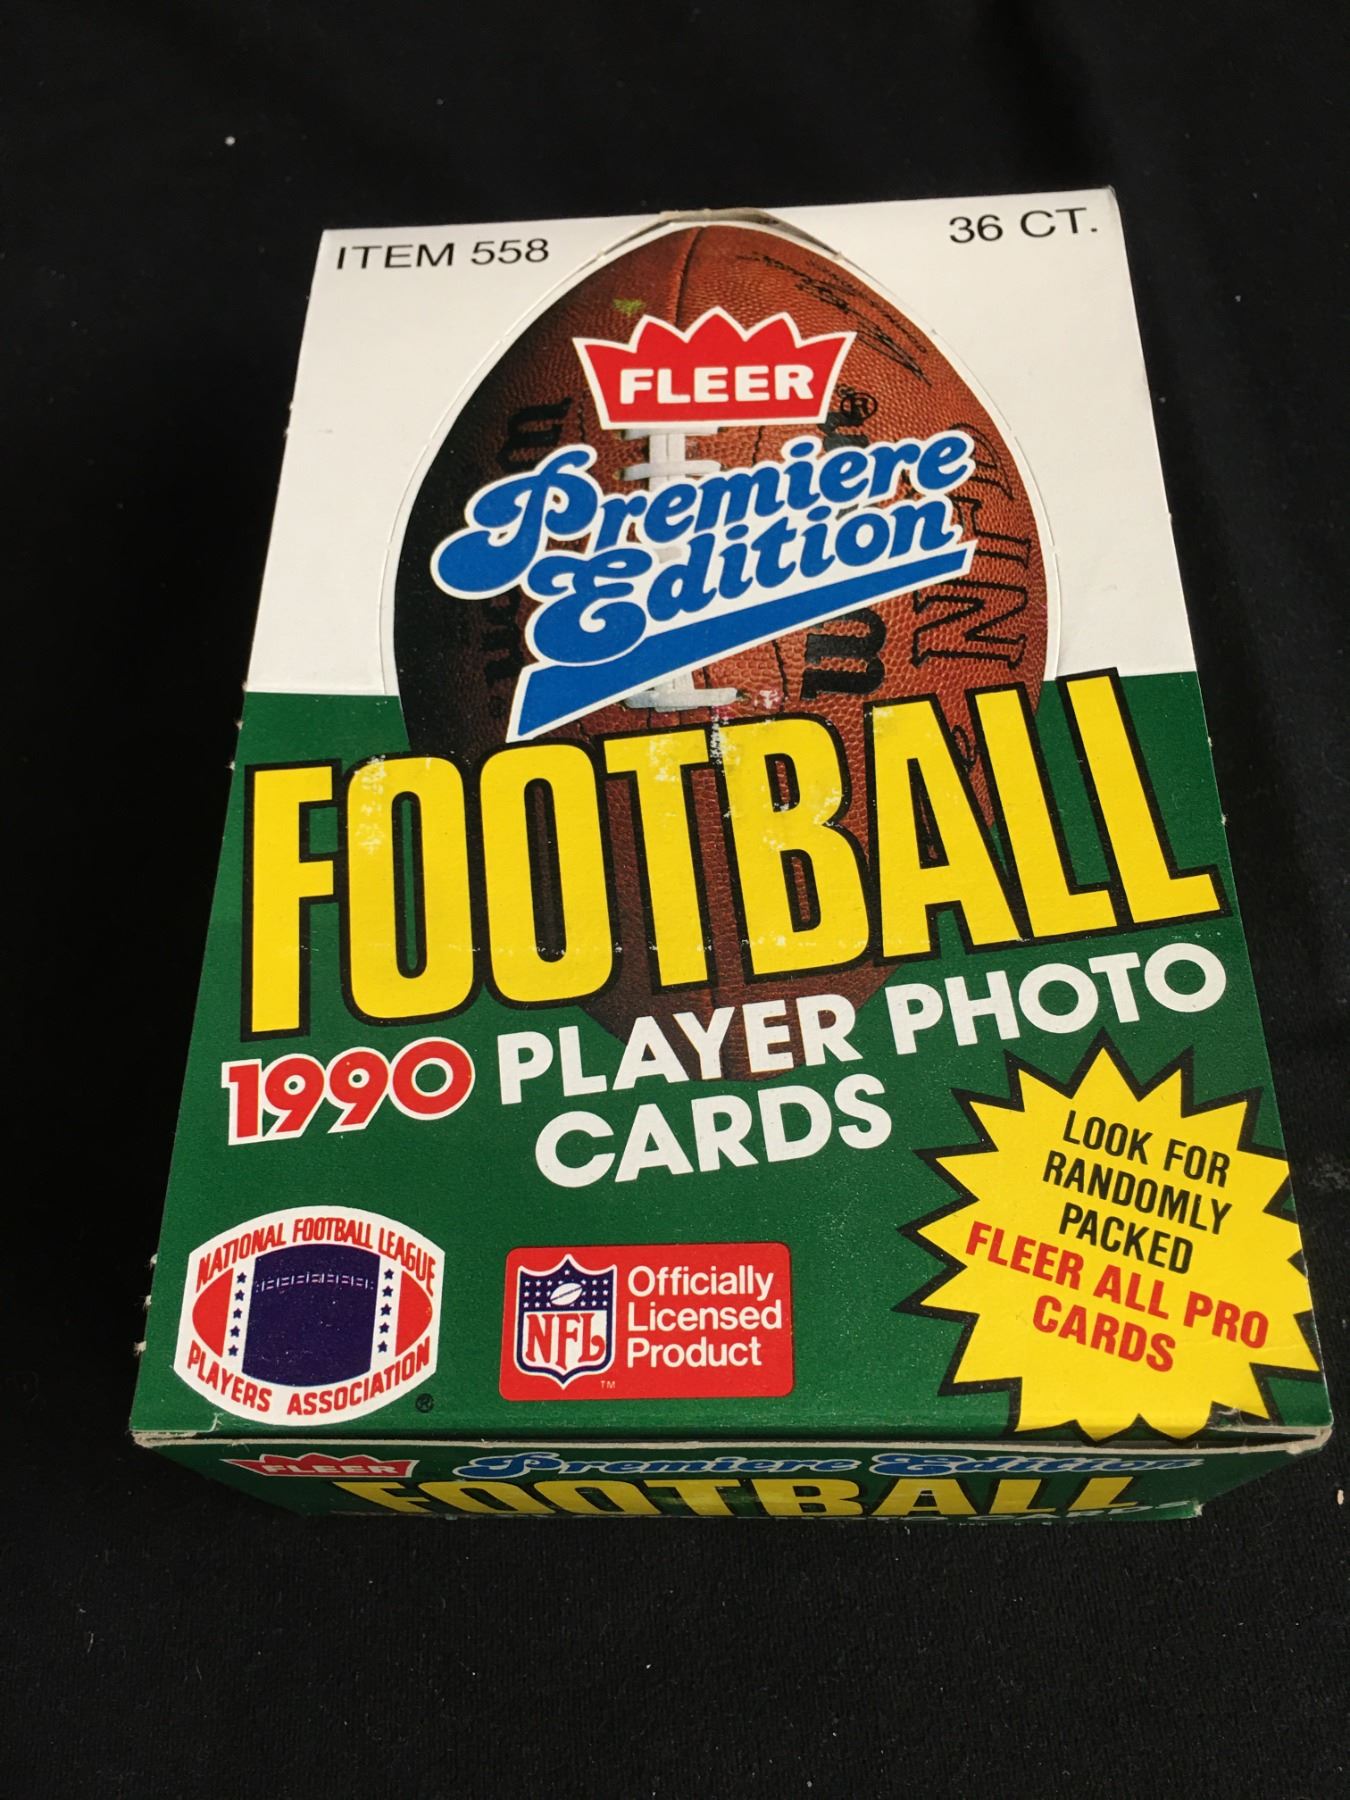 ITEM 558
36 CT.
FLEER
®
Premiere
Edition
FOOTBALL
1990 PLAYER PHOTO
CARDS
LOOK FOR
RANDOMLY
PACKED
FLEER ALL PRO
CARDS
NATIONAL FOOTBALL LEAGUE
PLAYERS ASSOCIATION
®
NFL
TM
Officially
Licensed
Product
FLEER Premiere Edition
FOOTBALL